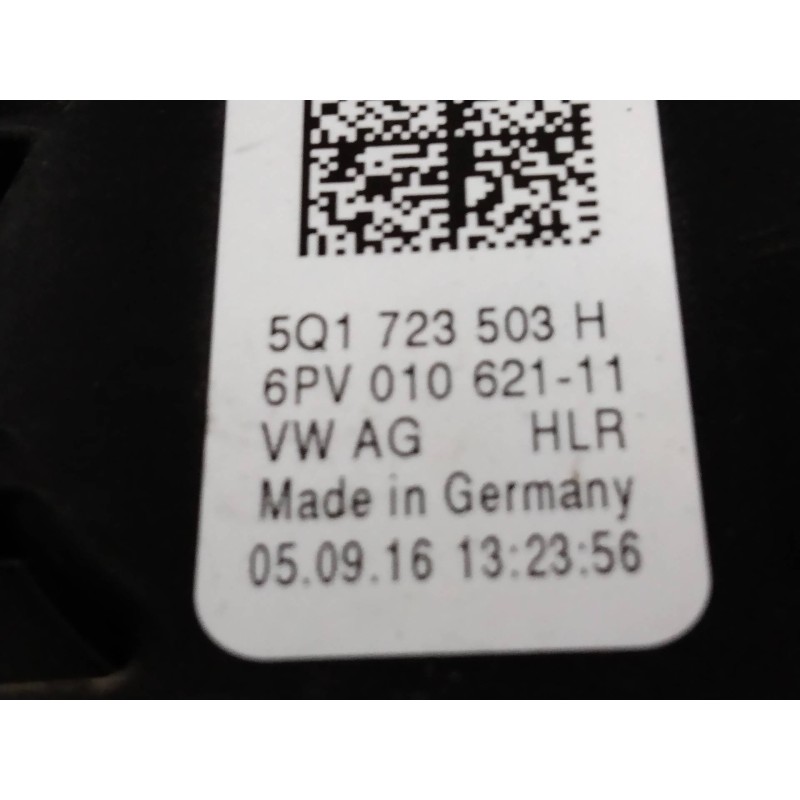 5Q1 723 503 H
6PV 010 621-11
VW AG HLR
Made in Germany
05.09.16 13:23:56